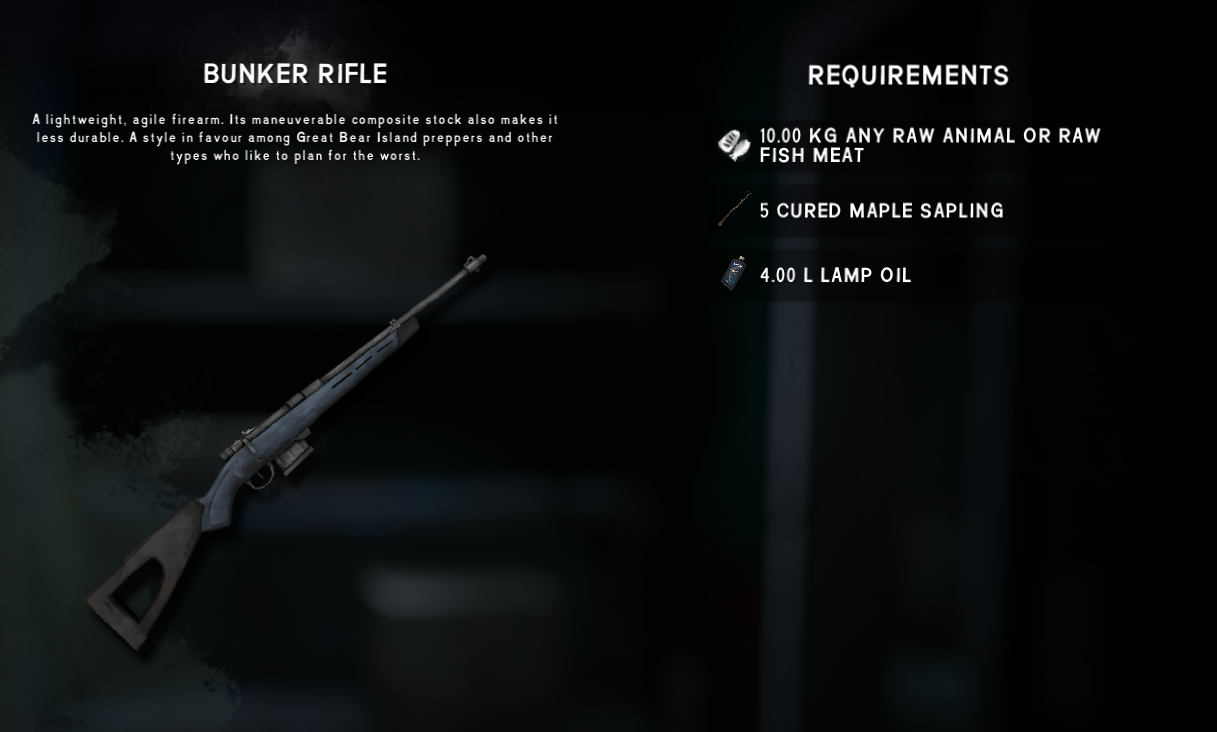 BUNKER RIFLE
A lightweight, agile firearm. Its maneuverable composite stock also makes it
less durable. A style in favour among Great Bear Island preppers and other
types who like to plan for the worst.
REQUIREMENTS
10.00 KG ANY RAW ANIMAL OR RAW
FISH MEAT
5 CURED MAPLE SAPLING
4.00 L LAMP OIL